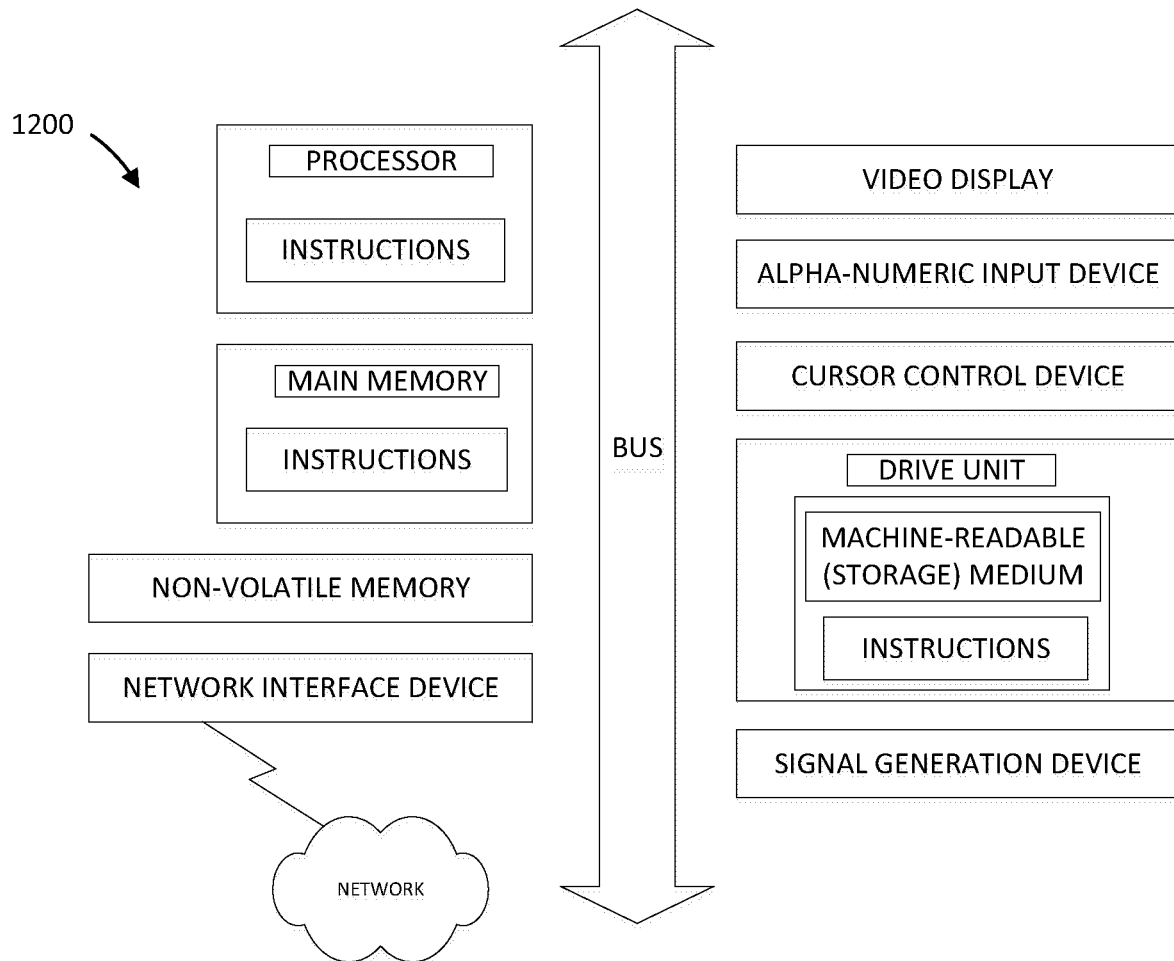 1200
PROCESSOR
INSTRUCTIONS
MAIN MEMORY
INSTRUCTIONS
NON-VOLATILE MEMORY
NETWORK INTERFACE DEVICE
NETWORK
BUS
VIDEO DISPLAY
ALPHA-NUMERIC INPUT DEVICE
CURSOR CONTROL DEVICE
DRIVE UNIT
MACHINE-READABLE
(STORAGE) MEDIUM
INSTRUCTIONS
SIGNAL GENERATION DEVICE